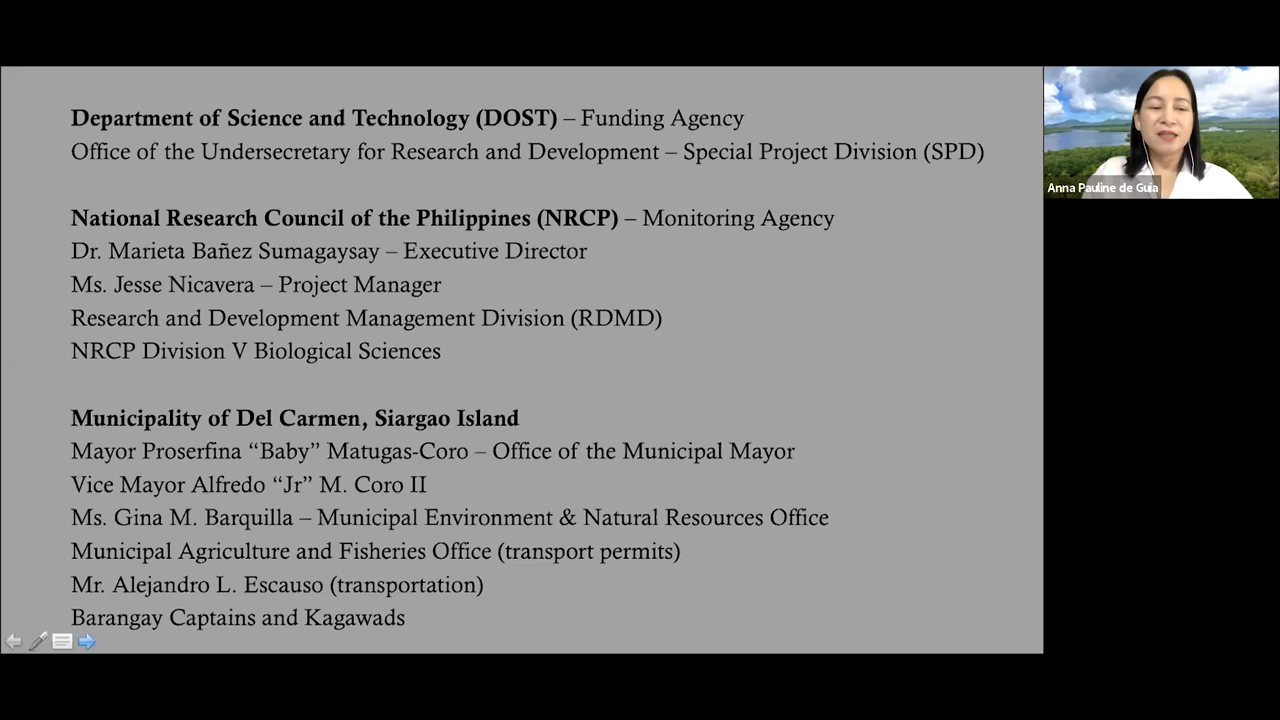 Department of Science and Technology (DOST) – Funding Agency
Office of the Undersecretary for Research and Development – Special Project Division (SPD)
National Research Council of the Philippines (NRCP) – Monitoring Agency
Dr. Marieta Bañez Sumagaysay – Executive Director
Ms. Jesse Nicavera – Project Manager
Research and Development Management Division (RDMD)
NRCP Division V Biological Sciences
Municipality of Del Carmen, Siargao Island
Mayor Proserfina “Baby” Matugas-Coro – Office of the Municipal Mayor
Vice Mayor Alfredo “Jr” M. Coro II
Ms. Gina M. Barquilla – Municipal Environment & Natural Resources Office
Municipal Agriculture and Fisheries Office (transport permits)
Mr. Alejandro L. Escauso (transportation)
Barangay Captains and Kagawads
Anna Pauline de Guia